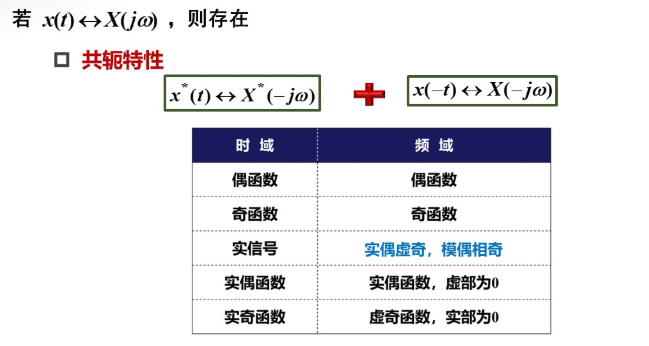 若 x(t)↔X(jω) ，则存在
共轭特性
x*(t)↔X*(−jω) + x(−t)↔X(−jω)
时 域 频 域
偶函数 偶函数
奇函数 奇函数
实信号 实偶虚奇，模偶相奇
实偶函数 实偶函数，虚部为0
实奇函数 虚奇函数，实部为0